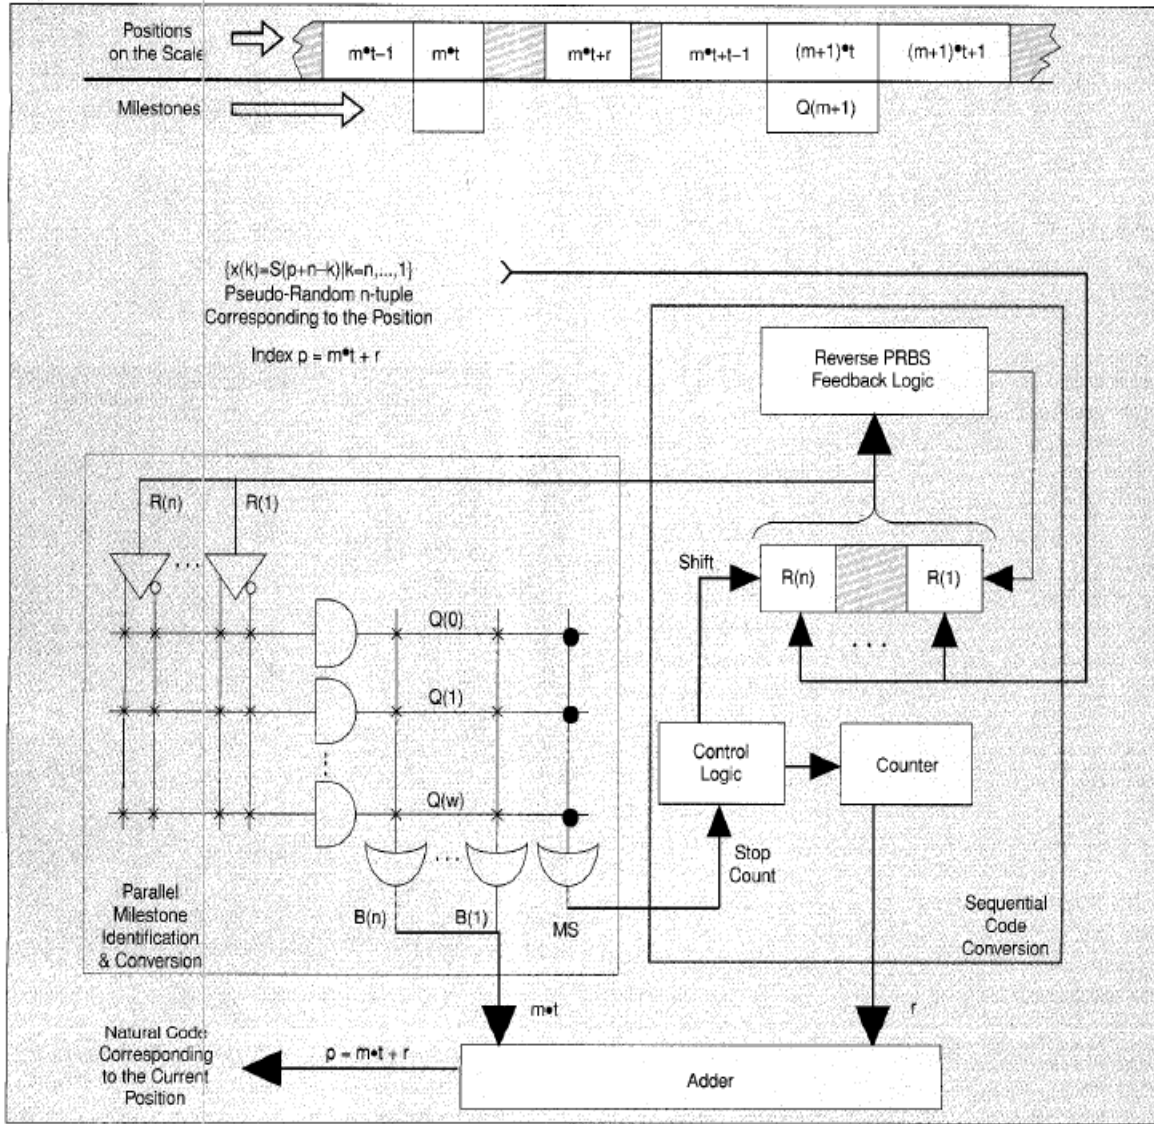 Positions
on the Scale
m•t–1
m•t
m•t+r
m•t+t-1
(m+1)•t
(m+1)•t+1
Milestones
Q(m+1)
{x(k)=S(p+n–k)|k=n,...,1}
Pseudo-Random n-tuple
Corresponding to the Position
Index p = m•t + r
Reverse PRBS
Feedback Logic
R(n)
R(1)
...
Shift
R(n)
R(1)
...
Q(0)
Q(1)
Q(w)
Control
Logic
Counter
Stop
Count
...
Parallel
Milestone
Identification
& Conversion
B(n)
B(1)
MS
Sequential
Code
Conversion
m•t
r
Natural Code
Corresponding
to the Current
Position
p = m•t + r
Adder